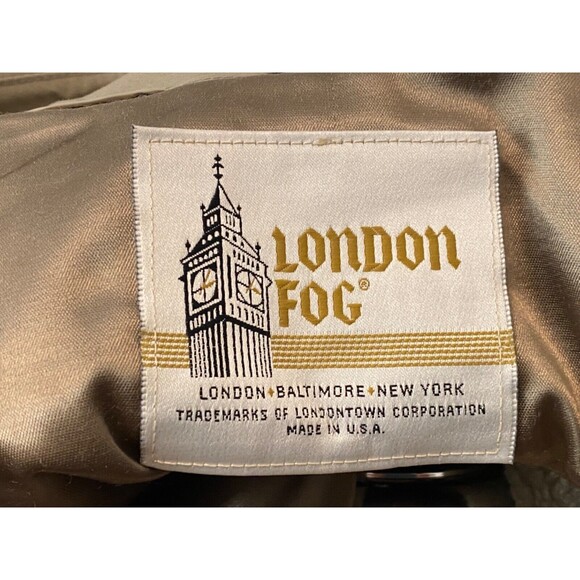 LONDON
FOG®
LONDON♦BALTIMORE♦NEW YORK
TRADEMARKS OF LONDONTOWN CORPORATION
MADE IN U.S.A.